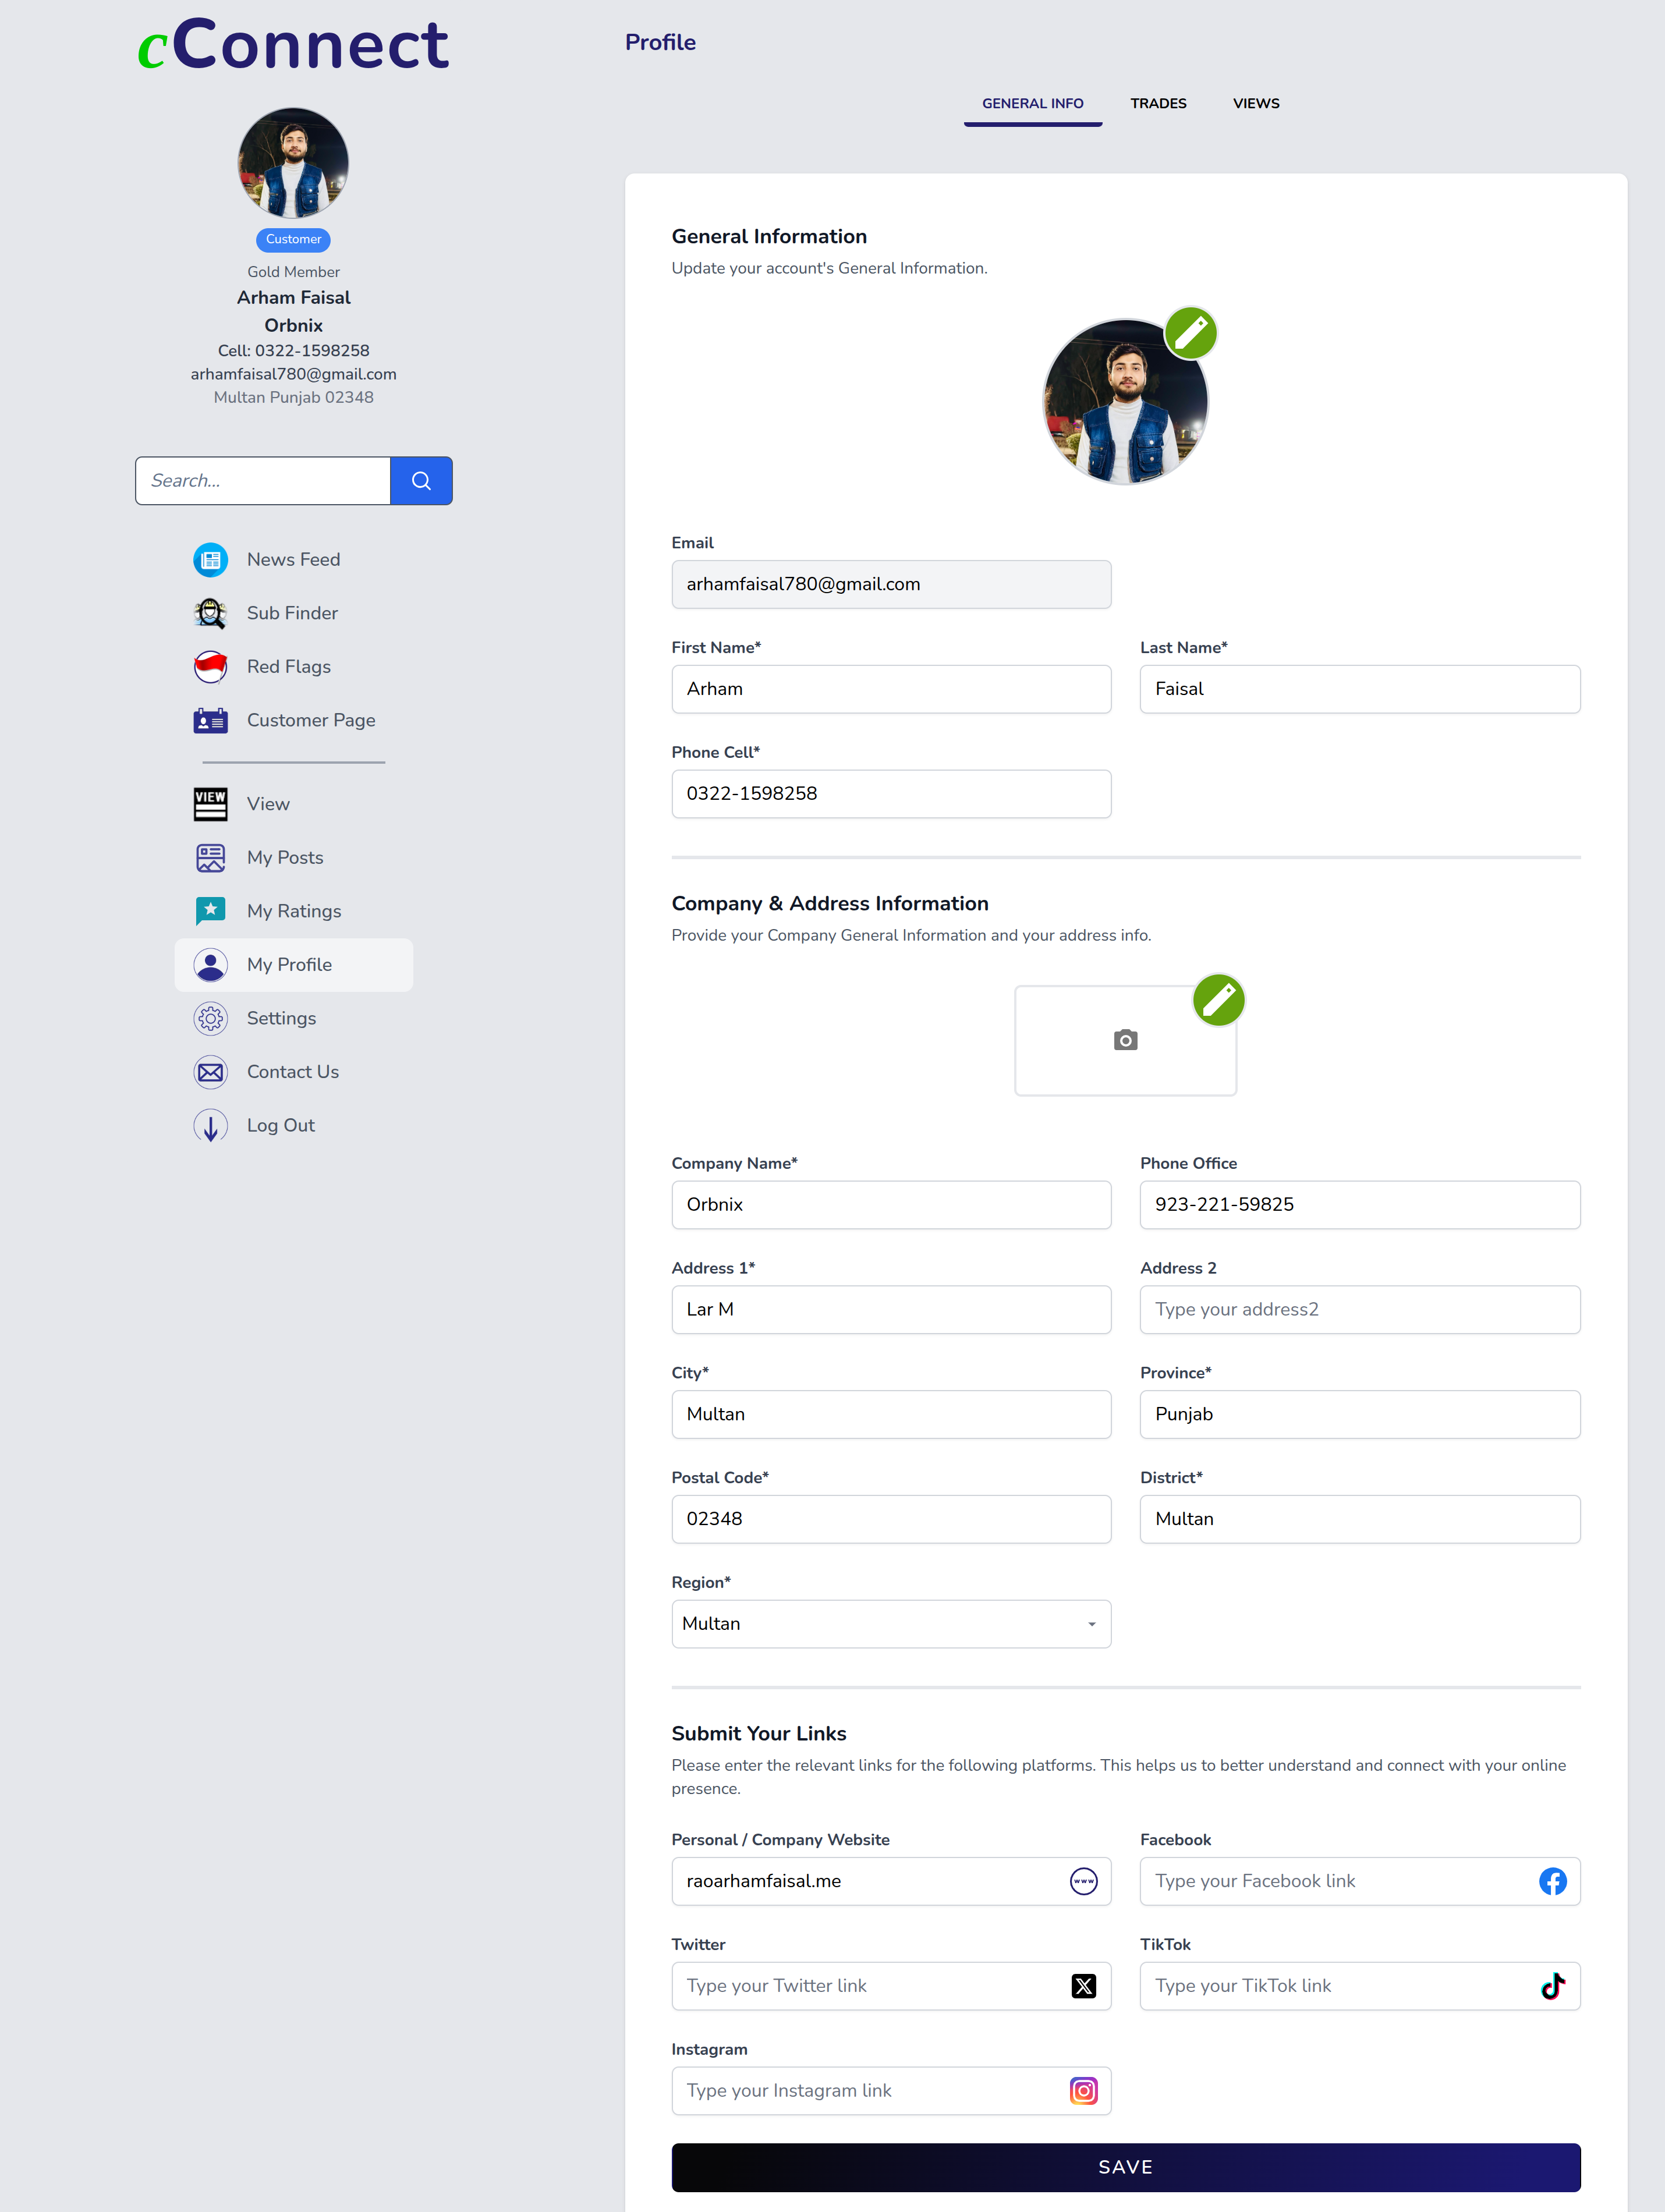 cConnect
Customer
Gold Member
Arham Faisal
Orbnix
Cell: 0322-1598258
arhamfaisal780@gmail.com
Multan Punjab 02348
Search...
News Feed
Sub Finder
Red Flags
Customer Page
VIEW
View
My Posts
My Ratings
My Profile
Settings
Contact Us
Log Out
Profile
GENERAL INFO
TRADES
VIEWS
General Information
Update your account's General Information.
Email
arhamfaisal780@gmail.com
First Name*
Last Name*
Arham
Faisal
Phone Cell*
0322-1598258
Company & Address Information
Provide your Company General Information and your address info.
Company Name*
Phone Office
Orbnix
923-221-59825
Address 1*
Address 2
Lar M
Type your address2
City*
Province*
Multan
Punjab
Postal Code*
District*
02348
Multan
Region*
Multan
Submit Your Links
Please enter the relevant links for the following platforms. This helps us to better understand and connect with your online
presence.
Personal / Company Website
Facebook
raoarhamfaisal.me
www
Type your Facebook link
Twitter
TikTok
Type your Twitter link
Type your TikTok link
Instagram
Type your Instagram link
SAVE